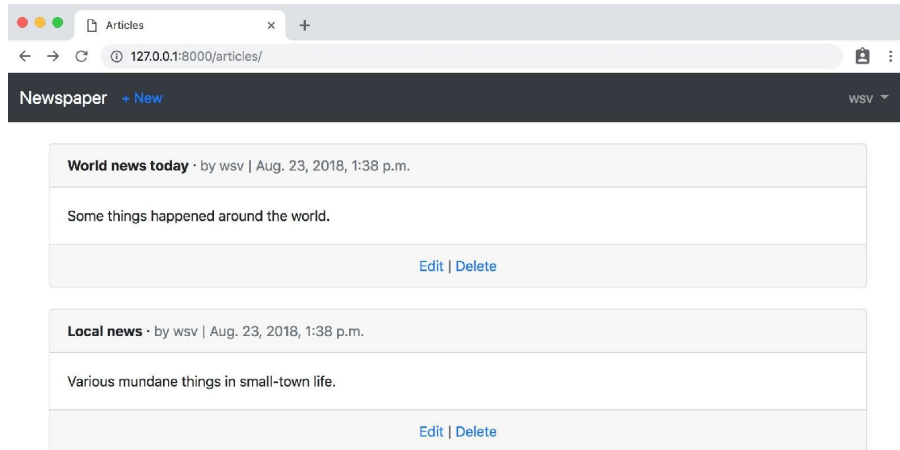 Articles
127.0.0.1:8000/articles/
Newspaper + New wsv
World news today · by wsv | Aug. 23, 2018, 1:38 p.m.
Some things happened around the world.
Edit | Delete
Local news · by wsv | Aug. 23, 2018, 1:38 p.m.
Various mundane things in small-town life.
Edit | Delete